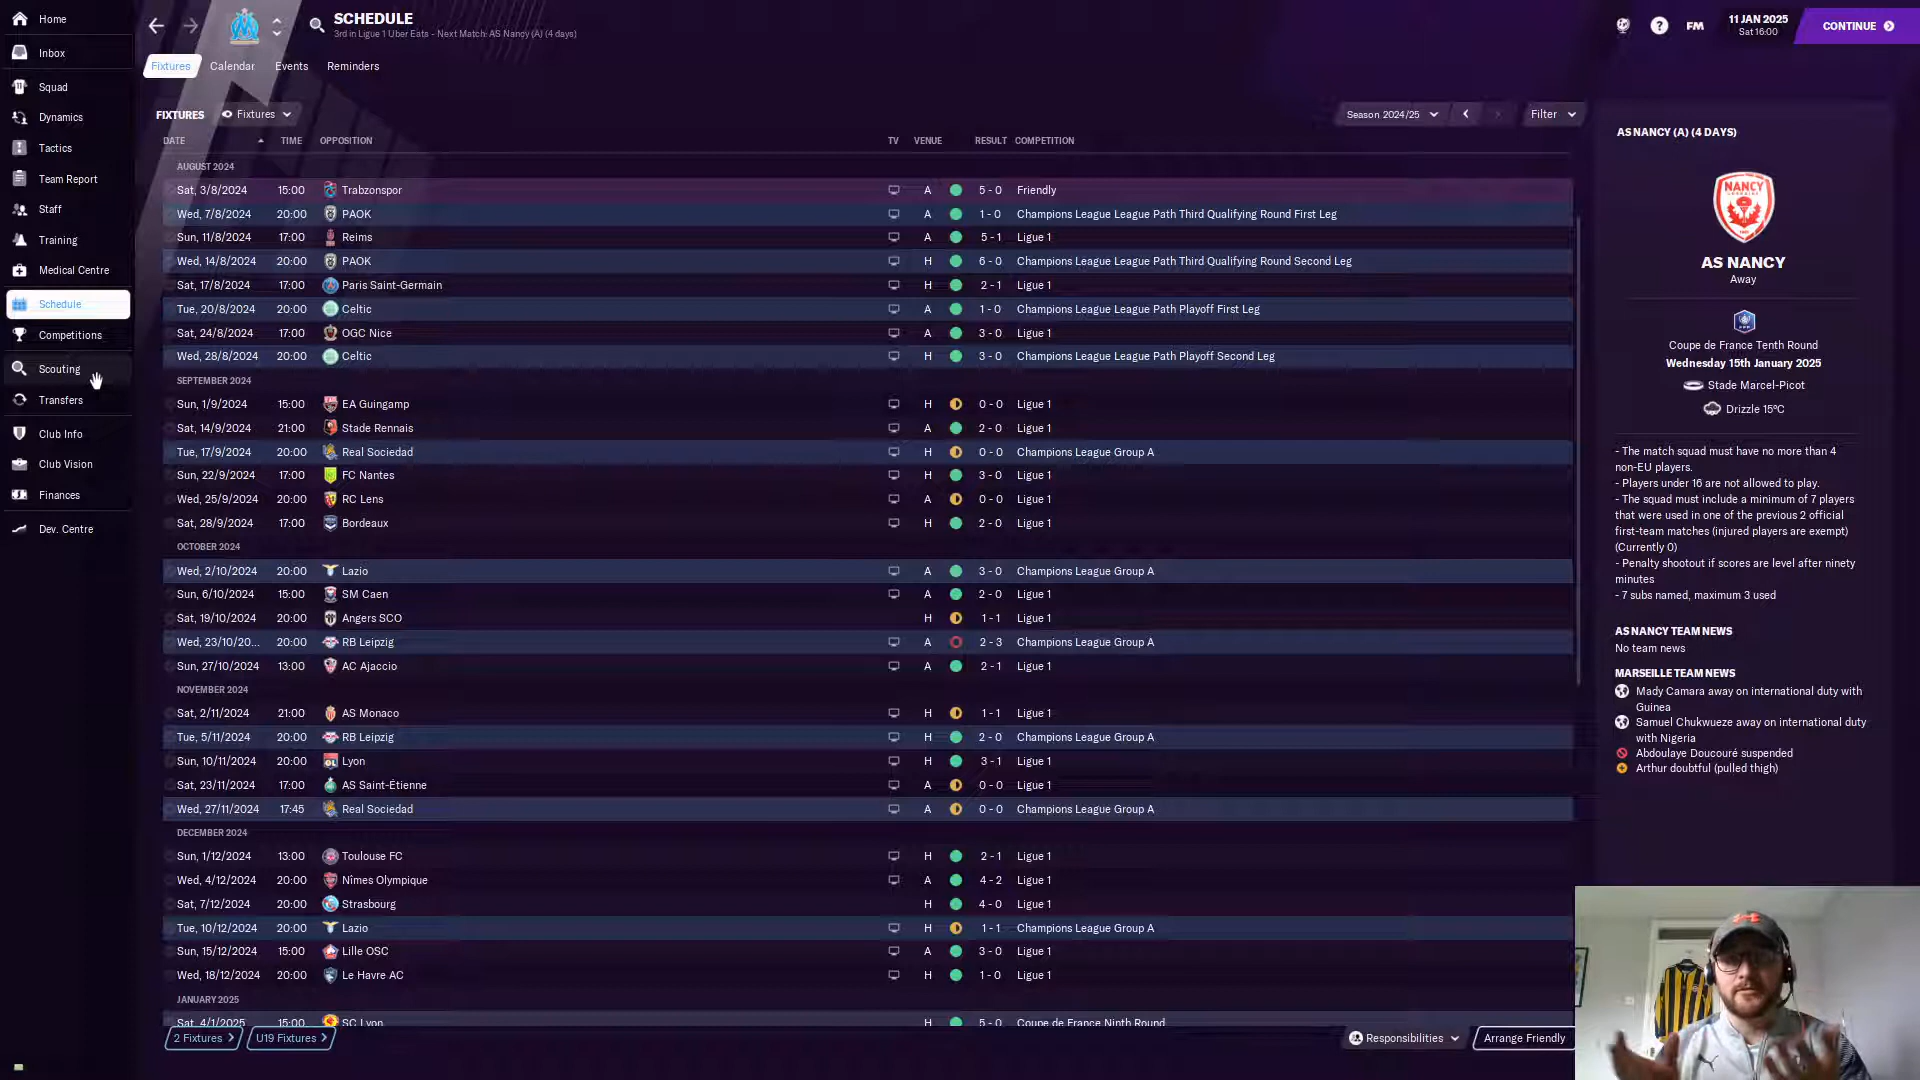 Home
Inbox
Squad
Dynamics
Tactics
Team Report
Staff
Training
Medical Centre
Schedule
Competitions
Scouting
Transfers
Club Info
Club Vision
Finances
Dev. Centre
SCHEDULE
3rd in Ligue 1 Uber Eats - Next Match: AS Nancy (A) (4 days)
FM
11 JAN 2025
Sat 16:00
CONTINUE
Fixtures Calendar Events Reminders
FIXTURES Fixtures
Season 2024/25
Filter
DATE TIME OPPOSITION TV VENUE RESULT COMPETITION
AUGUST 2024
Sat, 3/8/2024 15:00 Trabzonspor A 5 - 0 Friendly
Wed, 7/8/2024 20:00 PAOK A 1 - 0 Champions League League Path Third Qualifying Round First Leg
Sun, 11/8/2024 17:00 Reims A 5 - 1 Ligue 1
Wed, 14/8/2024 20:00 PAOK H 6 - 0 Champions League League Path Third Qualifying Round Second Leg
Sat, 17/8/2024 17:00 Paris Saint-Germain H 2 - 1 Ligue 1
Tue, 20/8/2024 20:00 Celtic A 1 - 0 Champions League League Path Playoff First Leg
Sat, 24/8/2024 17:00 OGC Nice A 3 - 0 Ligue 1
Wed, 28/8/2024 20:00 Celtic H 3 - 0 Champions League League Path Playoff Second Leg
SEPTEMBER 2024
Sun, 1/9/2024 15:00 EA Guingamp H 0 - 0 Ligue 1
Sat, 14/9/2024 21:00 Stade Rennais A 2 - 0 Ligue 1
Tue, 17/9/2024 20:00 Real Sociedad H 0 - 0 Champions League Group A
Sun, 22/9/2024 17:00 FC Nantes H 3 - 0 Ligue 1
Wed, 25/9/2024 20:00 RC Lens A 0 - 0 Ligue 1
Sat, 28/9/2024 17:00 Bordeaux H 2 - 0 Ligue 1
OCTOBER 2024
Wed, 2/10/2024 20:00 Lazio A 3 - 0 Champions League Group A
Sun, 6/10/2024 15:00 SM Caen A 2 - 0 Ligue 1
Sat, 19/10/2024 20:00 Angers SCO H 1 - 1 Ligue 1
Wed, 23/10/20... 20:00 RB Leipzig A 2 - 3 Champions League Group A
Sun, 27/10/2024 13:00 AC Ajaccio A 2 - 1 Ligue 1
NOVEMBER 2024
Sat, 2/11/2024 21:00 AS Monaco H 1 - 1 Ligue 1
Tue, 5/11/2024 20:00 RB Leipzig H 2 - 0 Champions League Group A
Sun, 10/11/2024 20:00 Lyon H 3 - 1 Ligue 1
Sat, 23/11/2024 17:00 AS Saint-Étienne A 0 - 0 Ligue 1
Wed, 27/11/2024 17:45 Real Sociedad A 0 - 0 Champions League Group A
DECEMBER 2024
Sun, 1/12/2024 13:00 Toulouse FC H 2 - 1 Ligue 1
Wed, 4/12/2024 20:00 Nîmes Olympique A 4 - 2 Ligue 1
Sat, 7/12/2024 20:00 Strasbourg H 4 - 0 Ligue 1
Tue, 10/12/2024 20:00 Lazio H 1 - 1 Champions League Group A
Sun, 15/12/2024 15:00 Lille OSC A 3 - 0 Ligue 1
Wed, 18/12/2024 20:00 Le Havre AC H 1 - 0 Ligue 1
JANUARY 2025
Sat, 4/1/2025 15:00 SC Lyon H 5 - 0 Coupe de France Ninth Round
2 Fixtures
U19 Fixtures
Responsibilities
Arrange Friendly
AS NANCY (A) (4 DAYS)
NANCY
AS NANCY
Away
Coupe de France Tenth Round
Wednesday 15th January 2025
Stade Marcel-Picot
Drizzle 15ºC
- The match squad must have no more than 4
non-EU players.
- Players under 16 are not allowed to play.
- The squad must include a minimum of 7 players
that were used in one of the previous 2 official
first-team matches (injured players are exempt)
(Currently 0)
- Penalty shootout if scores are level after ninety
minutes
- 7 subs named, maximum 3 used
AS NANCY TEAM NEWS
No team news
MARSEILLE TEAM NEWS
Mady Camara away on international duty with
Guinea
Samuel Chukwueze away on international duty
with Nigeria
Abdoulaye Doucouré suspended
Arthur doubtful (pulled thigh)